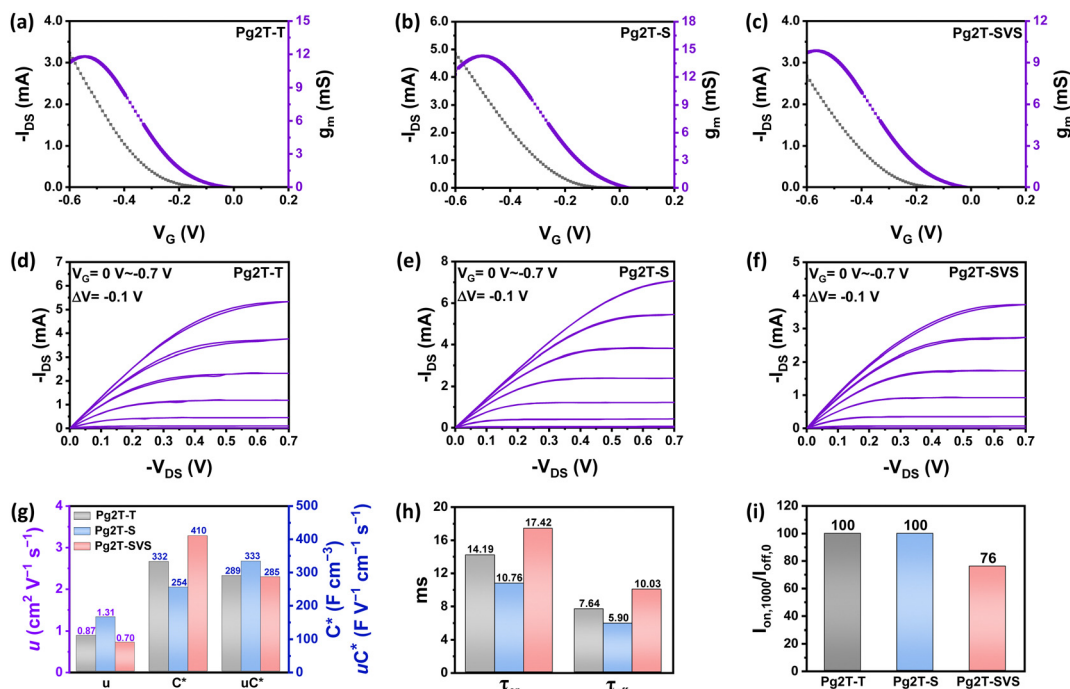 (a)
Pg2T-T
-I_DS (mA)
4.0
3.0
2.0
1.0
0.0
g_m (mS)
15
12
9
6
3
0
-0.6 -0.4 -0.2 0.0 0.2
V_G (V)
(b)
Pg2T-S
-I_DS (mA)
6.0
5.0
4.0
3.0
2.0
1.0
0.0
g_m (mS)
18
15
12
9
6
3
0
-0.6 -0.4 -0.2 0.0 0.2
V_G (V)
(c)
Pg2T-SVS
-I_DS (mA)
4.0
3.0
2.0
1.0
0.0
g_m (mS)
12
9
6
3
0
-0.6 -0.4 -0.2 0.0 0.2
V_G (V)
(d)
V_G= 0 V~-0.7 V Pg2T-T
ΔV= -0.1 V
-I_DS (mA)
7
6
5
4
3
2
1
0
0.0 0.1 0.2 0.3 0.4 0.5 0.6 0.7
-V_DS (V)
(e)
V_G= 0 V~-0.7 V Pg2T-S
ΔV= -0.1 V
-I_DS (mA)
8
6
4
2
0
0.0 0.1 0.2 0.3 0.4 0.5 0.6 0.7
-V_DS (V)
(f)
V_G= 0 V~-0.7 V Pg2T-SVS
ΔV= -0.1 V
-I_DS (mA)
5
4
3
2
1
0
0.0 0.1 0.2 0.3 0.4 0.5 0.6 0.7
-V_DS (V)
(g)
Pg2T-T
Pg2T-S
Pg2T-SVS
u (cm² V⁻¹ s⁻¹)
4
3
2
1
0
0.87 1.31 0.70
332 254 410
289 333 285
500
400
300
200
100
0
C* (F cm⁻³)
uC* (F V⁻¹ cm⁻¹ s⁻¹)
u C* uC*
(h)
ms
20
16
12
8
4
0
14.19 10.76 17.42
7.64 5.90 10.03
(i)
I_on,1000/I_off,0
120
100
80
60
40
20
0
100 100 76
Pg2T-T Pg2T-S Pg2T-SVS